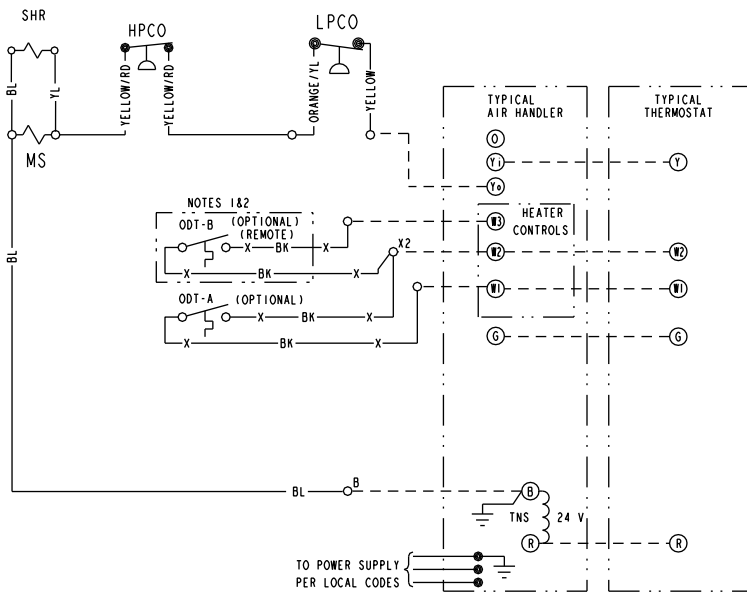 SHR
HPCO
LPCO
BL
YL
YELLOW/RD
YELLOW/RD
ORANGE/YL
YELLOW
MS
TYPICAL
AIR HANDLER
TYPICAL
THERMOSTAT
O
Yi
Y
Yo
NOTES 1&2
HEATER
CONTROLS
ODT-B
(OPTIONAL)
(REMOTE)
X
BK
X
W3
X2
W2
W2
X
BK
X
BL
ODT-A
(OPTIONAL)
W1
W1
X
BK
X
X
BK
X
G
G
BL
B
B
TNS
24 V
R
R
TO POWER SUPPLY
PER LOCAL CODES